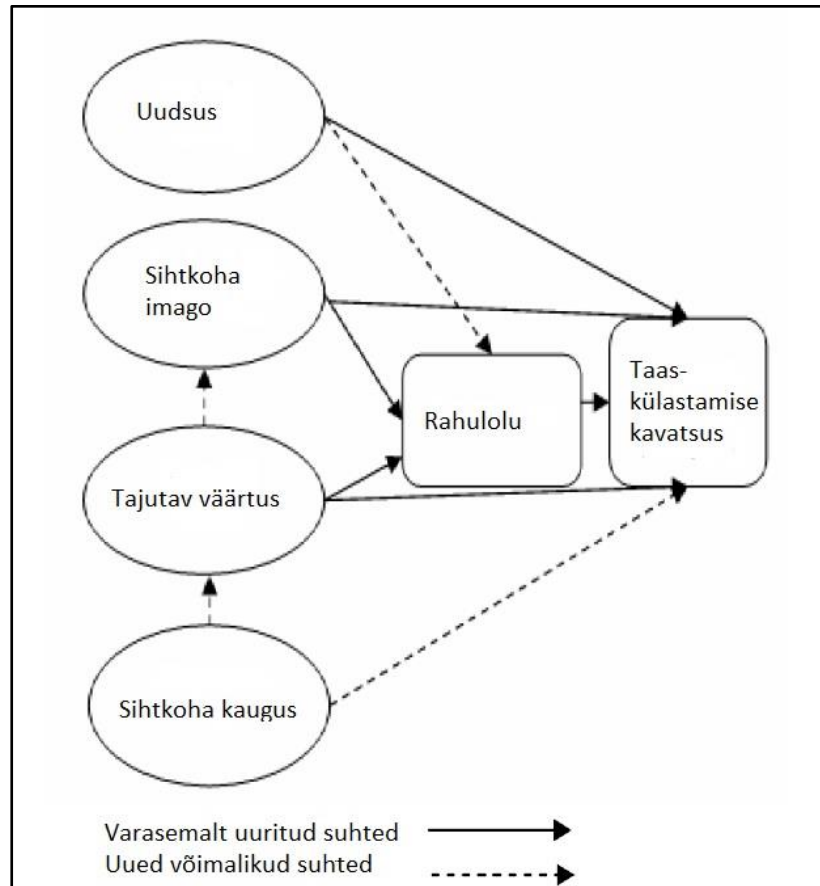 Uudsus
Sihtkoha
imago
Rahulolu
Taas-
külastamise
kavatsus
Tajutav väärtus
Sihtkoha kaugus
Varasemalt uuritud suhted
Uued võimalikud suhted